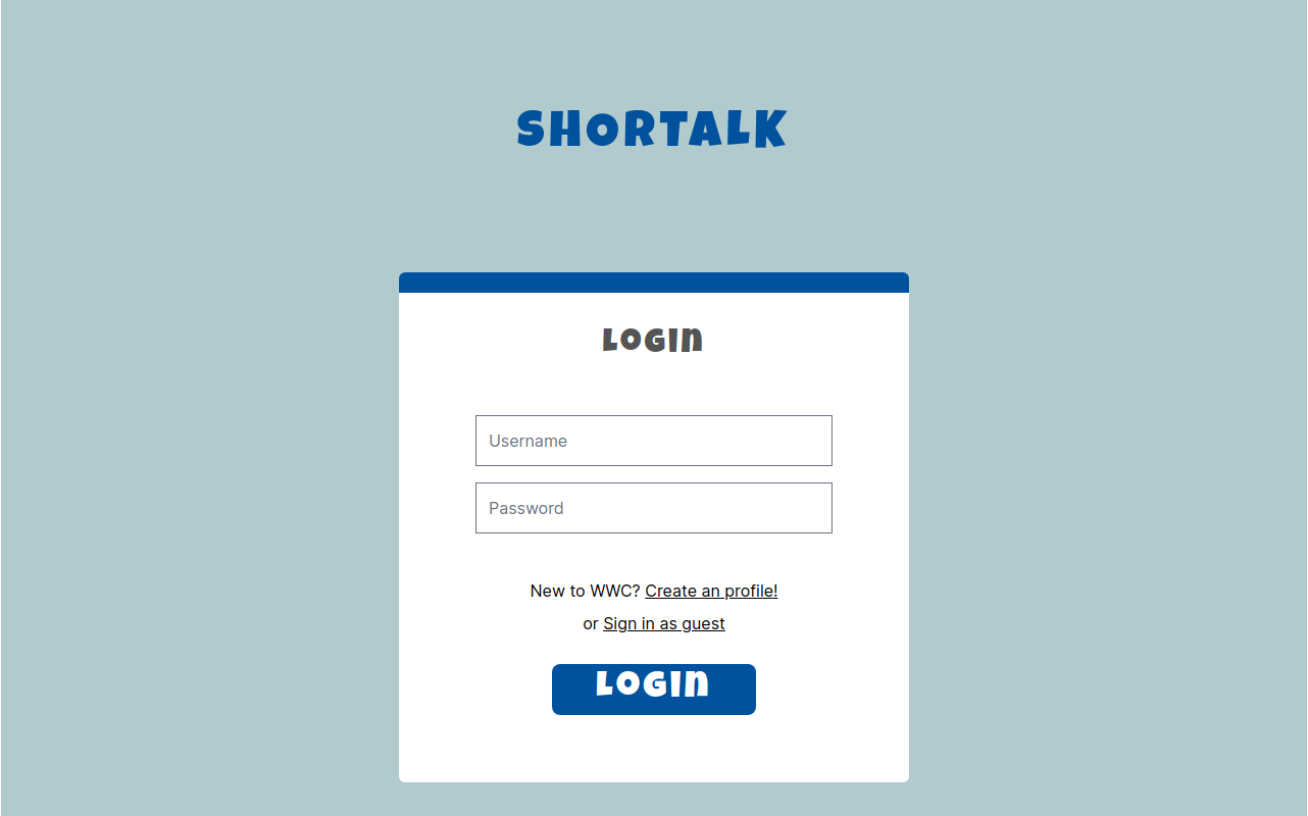 SHORTALK
LOGIN
Username
Password
New to WWC? Create an profile!
or Sign in as guest
LOGIN